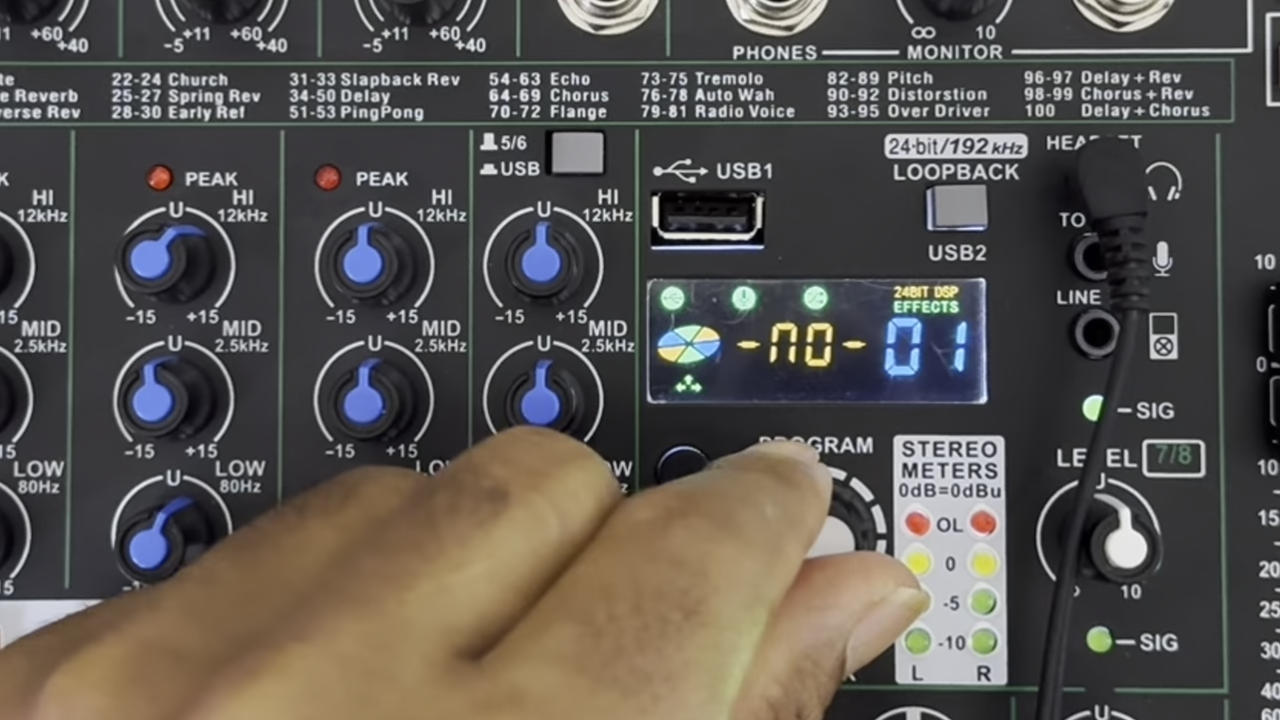 +11 +60 +40
-5 +11 +60 +40
-5 +11 +60 +40
PHONES
∞ 10
MONITOR
22-24 Church
25-27 Spring Rev
28-30 Early Ref
31-33 Slapback Rev
34-50 Delay
51-53 PingPong
54-63 Echo
64-69 Chorus
70-72 Flange
73-75 Tremolo
76-78 Auto Wah
79-81 Radio Voice
82-89 Pitch
90-92 Distorstion
93-95 Over Driver
96-97 Delay+Rev
98-99 Chorus+Rev
100 Delay+Chorus
Reverb
Rev
5/6
USB
USB1
24-bit/192 kHz
LOOPBACK
USB2
PEAK
PEAK
HI
12kHz
U
-15 +15
HI
12kHz
U
-15 +15
HI
12kHz
U
-15 +15
HI
12kHz
LINE
24BIT DSP
EFFECTS
-no- 01
MID
2.5kHz
U
-15 +15
MID
2.5kHz
U
-15 +15
MID
2.5kHz
U
MID
2.5kHz
LOW
80Hz
U
LOW
80Hz
SIG
7/8
U
10
SIG
STEREO
METERS
0dB=0dBu
OL
0
-5
-10
L R
10
0
10
15
20
25
30
40
60
U